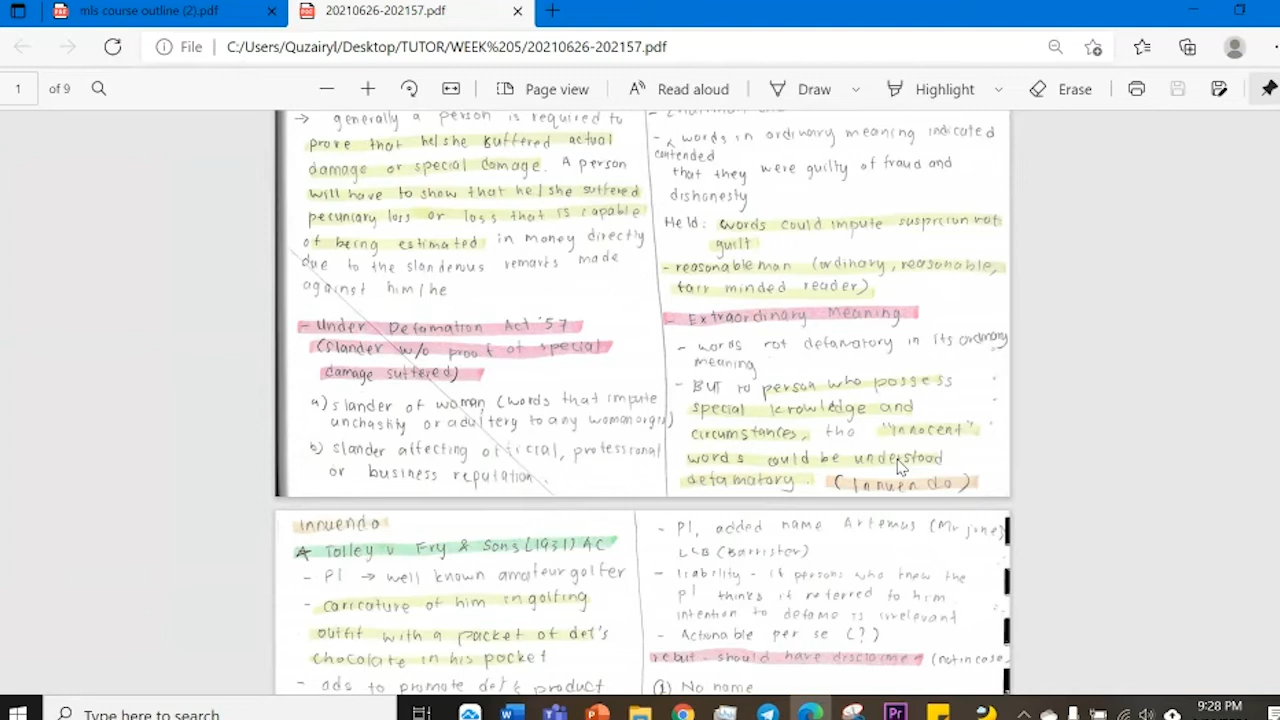 mls course outline (2).pdf
20210626-202157.pdf
File
C:/Users/Quzairyl/Desktop/TUTOR/WEEK%205/20210626-202157.pdf
1 of 9
Page view
Read aloud
Draw
Highlight
Erase
→ generally a person is required to
prove that he/she suffered actual
damage or special damage. A person
will have to show that he/she suffered
pecuniary loss or loss that is capable
of being estimated in money directly
due to the slanderous remarks made
against him/he
- Under Defamation Act '57
(Slander w/o proof of special
damage suffered)
a) slander of woman (words that impute
unchastity or adultery to any woman
b) slander affecting official, professional
or business reputation.
- words in ordinary meaning indicated
contended
that they were guilty of fraud and
dishonesty
Held: words could impute suspicion not
guilt
- reasonable man (ordinary, reasonable,
fair minded reader)
- Extraordinary Meaning
- words not defamatory in its ordinary
meaning
- BUT to person who possess
special knowledge and
circumstances, the "innocent"
words could be understood
defamatory. (Innuendo)
innuendo
Tolley v Fry & Sons (1931) AC
- Pl → well known amateur golfer
- caricature of him in golfing
outfit with a packet of def's
chocolate in his pocket
- ads to promote def's product
- Pl, added name Artemus (Mr Jones)
(Barrister)
- liability - if persons who knew the
pl thinks it referred to him
intention to defame is irrelevant
- Actionable per se (?)
rebut - should have disclaimer (not in case
① No name
Type here to search
9:28 PM